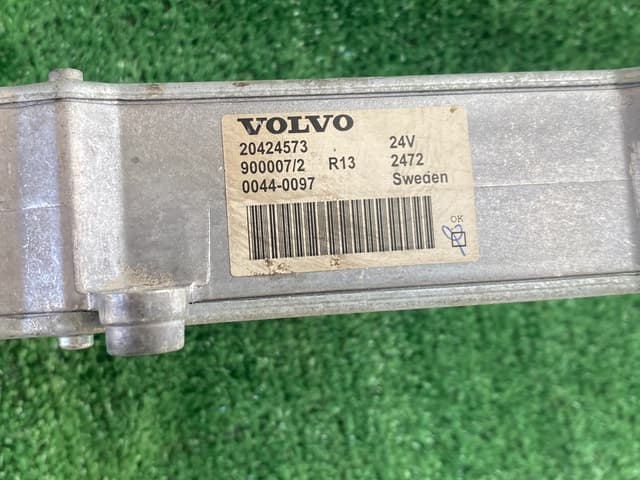 VOLVO
20424573 24V
900007/2 R13 2472
0044-0097 Sweden
OK